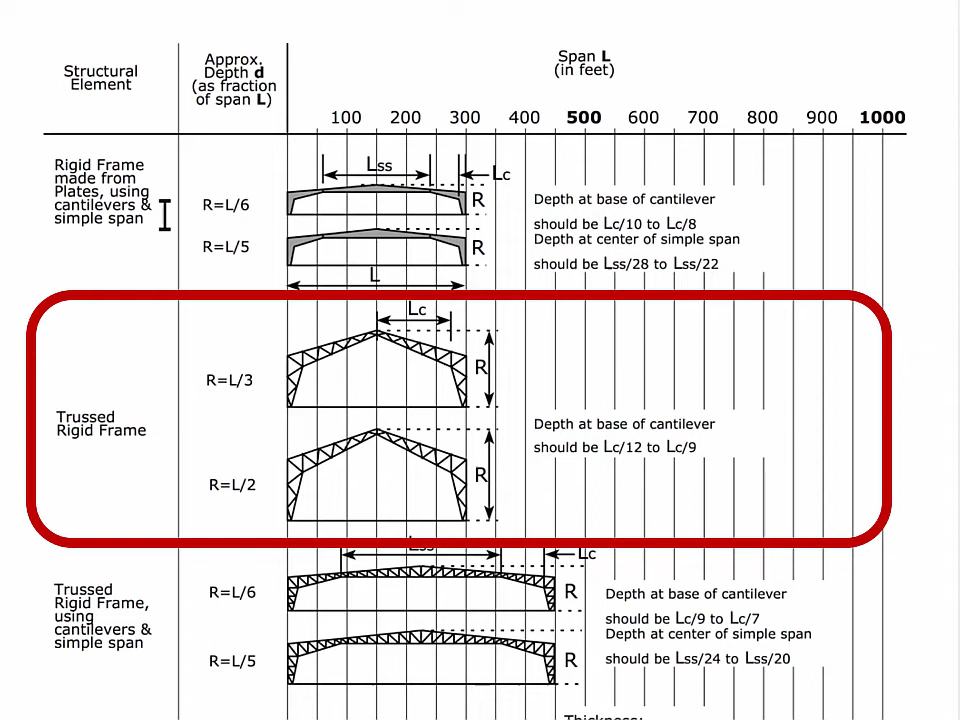 Structural
Element
Approx.
Depth d
(as fraction
of span L)
Span L
(in feet)
100 200 300 400 500 600 700 800 900 1000
Rigid Frame
made from
Plates, using
cantilevers &
simple span
R=L/6
R=L/5
Lss
Lc
R
R
L
Depth at base of cantilever
should be Lc/10 to Lc/8
Depth at center of simple span
should be Lss/28 to Lss/22
Trussed
Rigid Frame
R=L/3
R=L/2
Lc
R
R
Depth at base of cantilever
should be Lc/12 to Lc/9
Trussed
Rigid Frame,
using
cantilevers &
simple span
R=L/6
R=L/5
Lss
Lc
R
R
Depth at base of cantilever
should be Lc/9 to Lc/7
Depth at center of simple span
should be Lss/24 to Lss/20
Thickness: